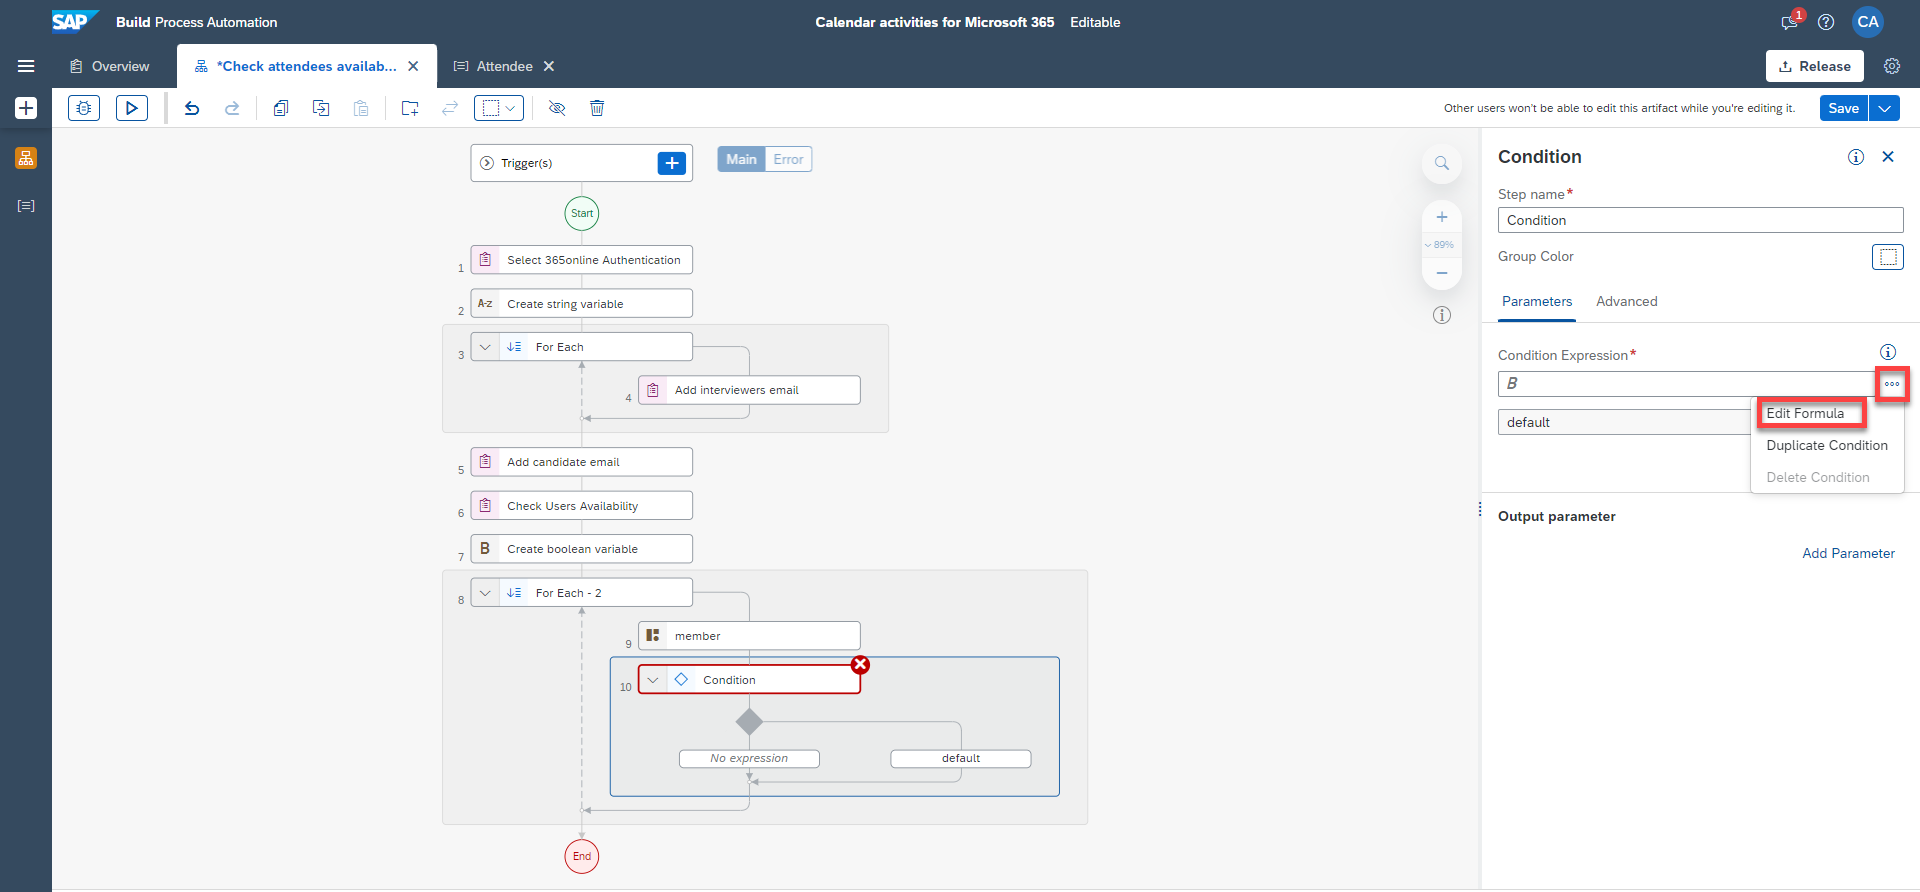 SAP Build Process Automation
Calendar activities for Microsoft 365 Editable
1
CA
Overview
*Check attendees availab...
Attendee
Release
Other users won't be able to edit this artifact while you're editing it.
Save
Trigger(s)
Main Error
Start
1 Select 365online Authentication
2 A-z Create string variable
3 For Each
4 Add interviewers email
5 Add candidate email
6 Check Users Availability
7 B Create boolean variable
8 For Each - 2
9 member
10 Condition
No expression
default
End
89%
Condition
Step name*
Condition
Group Color
Parameters Advanced
Condition Expression*
B
default
Edit Formula
Duplicate Condition
Delete Condition
Output parameter
Add Parameter